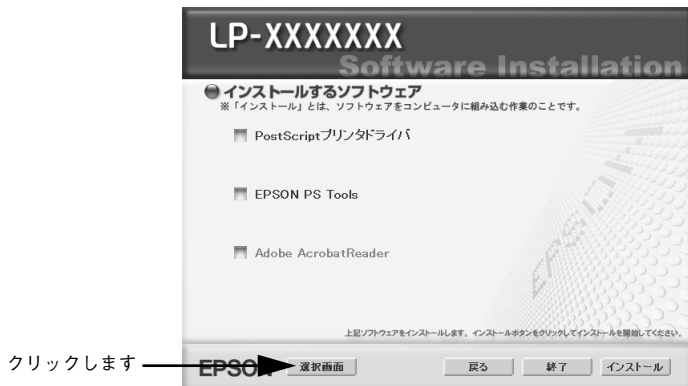 LP-XXXXXXX
Software Installation
インストールするソフトウェア
※「インストール」とは、ソフトウェアをコンピュータに組み込む作業のことです。
PostScriptプリンタドライバ
EPSON PS Tools
Adobe AcrobatReader
EPSON
上記ソフトウェアをインストールします。インストールボタンをクリックしてインストールを開始してください。
クリックします
EPSON 選択画面 戻る 終了 インストール